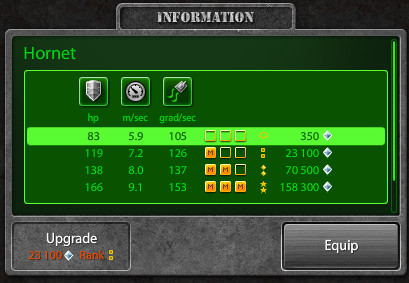 INFORMATION
Hornet
hp m/sec grad/sec
83 5.9 105 350
119 7.2 126 M 23 100
138 8.0 137 M M 70 500
166 9.1 153 M M M 158 300
Upgrade
23 100 Rank
Equip